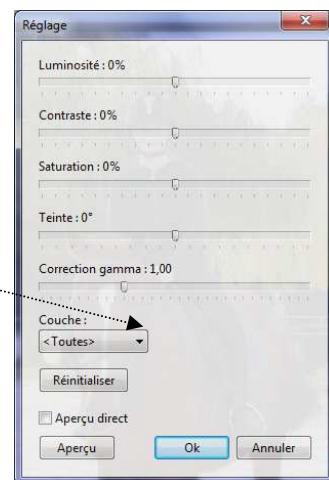 Réglage
Luminosité : 0%
Contraste : 0%
Saturation : 0%
Teinte : 0°
Correction gamma : 1,00
Couche :
<Toutes>
Réinitialiser
Aperçu direct
Aperçu Ok Annuler